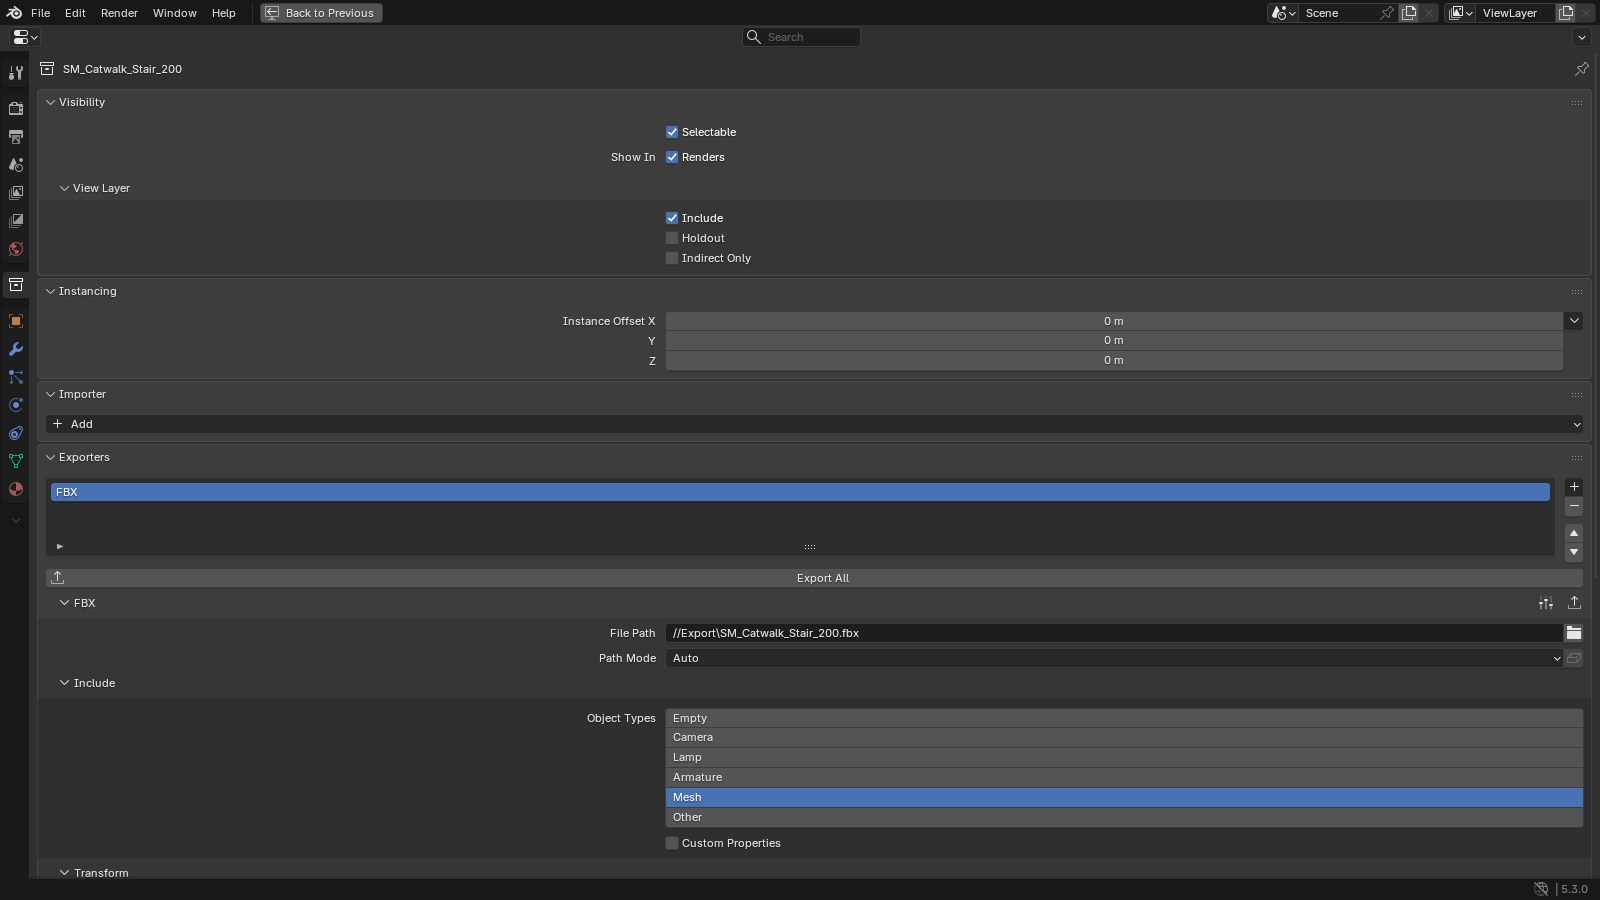 File Edit Render Window Help Back to Previous Scene ViewLayer
Search
SM_Catwalk_Stair_200
Visibility
Selectable
Show In Renders
View Layer
Include
Holdout
Indirect Only
Instancing
Instance Offset X 0 m
Y 0 m
Z 0 m
Importer
Add
Exporters
FBX
Export All
FBX
File Path //Export\SM_Catwalk_Stair_200.fbx
Path Mode Auto
Include
Object Types Empty
Camera
Lamp
Armature
Mesh
Other
Custom Properties
Transform
5.3.0